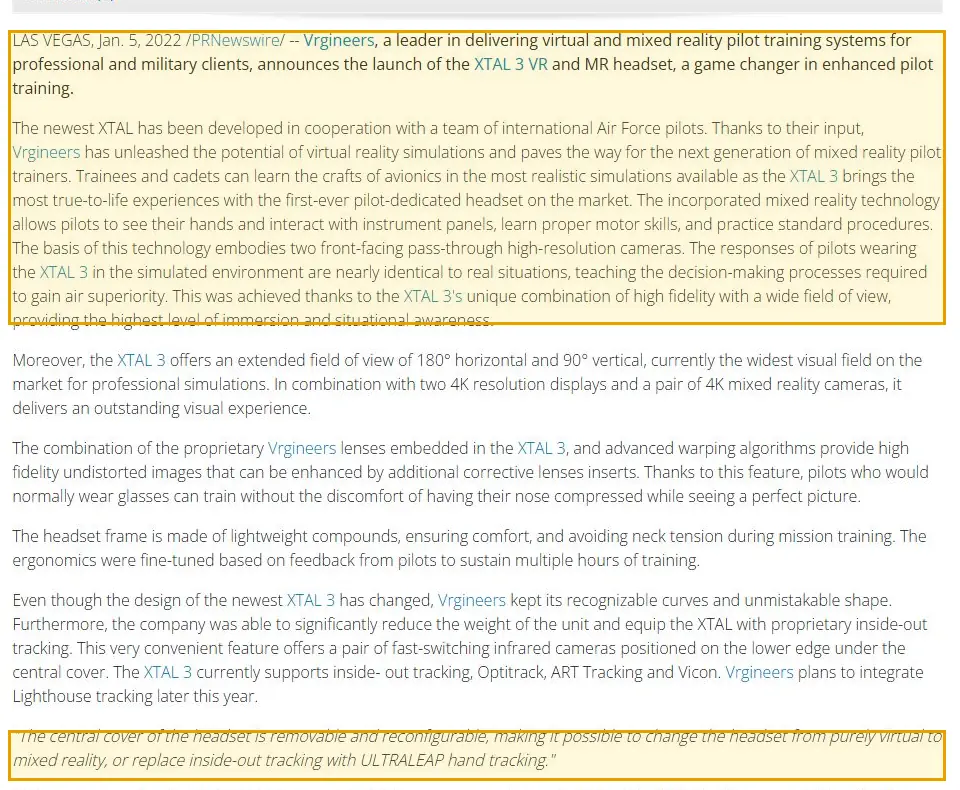 LAS VEGAS, Jan. 5, 2022 /PRNewswire/ -- Vrgineers, a leader in delivering virtual and mixed reality pilot training systems for
professional and military clients, announces the launch of the XTAL 3 VR and MR headset, a game changer in enhanced pilot
training.
The newest XTAL has been developed in cooperation with a team of international Air Force pilots. Thanks to their input,
Vrgineers has unleashed the potential of virtual reality simulations and paves the way for the next generation of mixed reality pilot
trainers. Trainees and cadets can learn the crafts of avionics in the most realistic simulations available as the XTAL 3 brings the
most true-to-life experiences with the first-ever pilot-dedicated headset on the market. The incorporated mixed reality technology
allows pilots to see their hands and interact with instrument panels, learn proper motor skills, and practice standard procedures.
The basis of this technology embodies two front-facing pass-through high-resolution cameras. The responses of pilots wearing
the XTAL 3 in the simulated environment are nearly identical to real situations, teaching the decision-making processes required
to gain air superiority. This was achieved thanks to the XTAL 3's unique combination of high fidelity with a wide field of view,
providing the highest level of immersion and situational awareness.
Moreover, the XTAL 3 offers an extended field of view of 180° horizontal and 90° vertical, currently the widest visual field on the
market for professional simulations. In combination with two 4K resolution displays and a pair of 4K mixed reality cameras, it
delivers an outstanding visual experience.
The combination of the proprietary Vrgineers lenses embedded in the XTAL 3, and advanced warping algorithms provide high
fidelity undistorted images that can be enhanced by additional corrective lenses inserts. Thanks to this feature, pilots who would
normally wear glasses can train without the discomfort of having their nose compressed while seeing a perfect picture.
The headset frame is made of lightweight compounds, ensuring comfort, and avoiding neck tension during mission training. The
ergonomics were fine-tuned based on feedback from pilots to sustain multiple hours of training.
Even though the design of the newest XTAL 3 has changed, Vrgineers kept its recognizable curves and unmistakable shape.
Furthermore, the company was able to significantly reduce the weight of the unit and equip the XTAL with proprietary inside-out
tracking. This very convenient feature offers a pair of fast-switching infrared cameras positioned on the lower edge under the
central cover. The XTAL 3 currently supports inside- out tracking, Optitrack, ART Tracking and Vicon. Vrgineers plans to integrate
Lighthouse tracking later this year.
"The central cover of the headset is removable and reconfigurable, making it possible to change the headset from purely virtual to
mixed reality, or replace inside-out tracking with ULTRALEAP hand tracking."